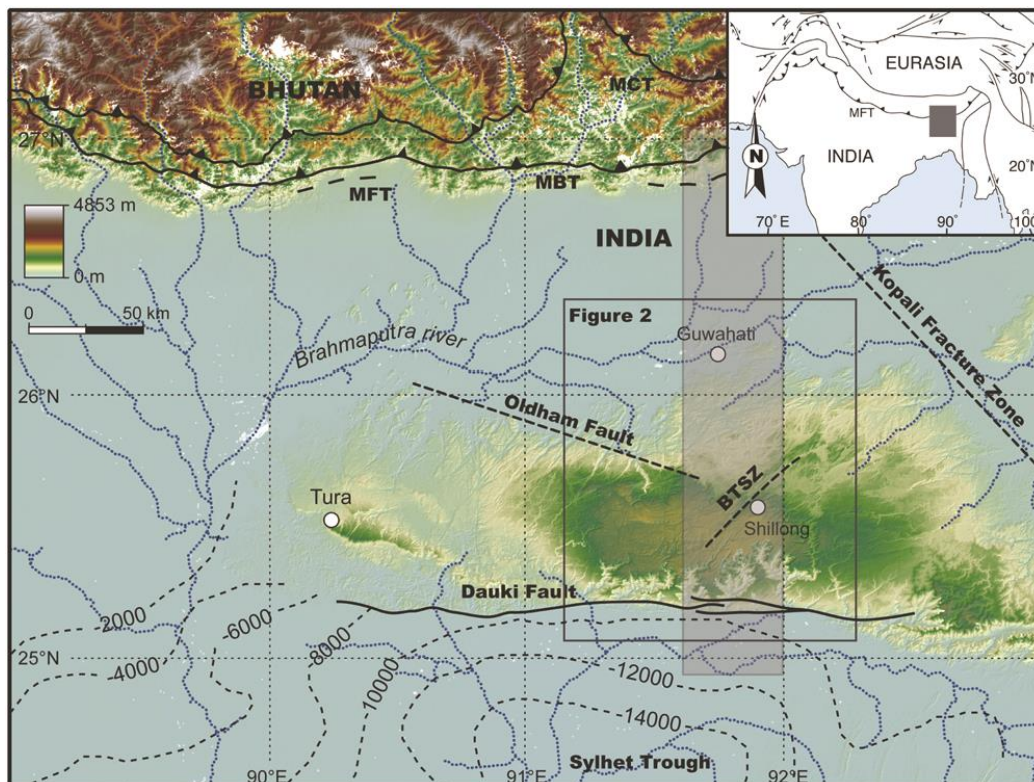 BHUTAN
MCT
27°N
MFT
MBT
4853 m
0 m
0
50 km
INDIA
EURASIA
MFT
INDIA
N
30°N
20°N
70° E
80°
90°
100
Kopali Fracture Zone
Figure 2
Guwahati
Brahmaputra river
26°N
Oldham Fault
BTSZ
Tura
Shillong
Dauki Fault
-2000
-4000
-6000
-8000
10000
25°N
-12000
14000
Sylhet Trough
90°E
91°E
92°E